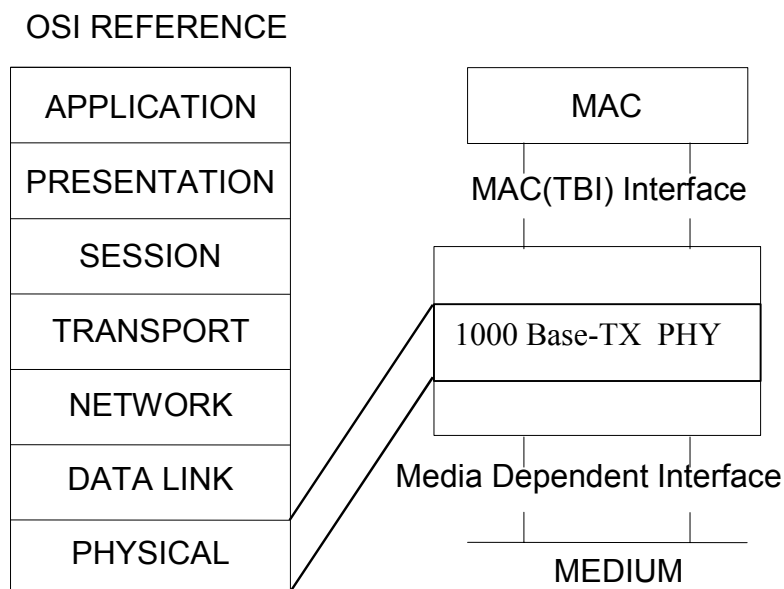 OSI REFERENCE
APPLICATION
PRESENTATION
SESSION
TRANSPORT
NETWORK
DATA LINK
PHYSICAL
MAC
MAC(TBI) Interface
1000 Base-TX PHY
Media Dependent Interface
MEDIUM